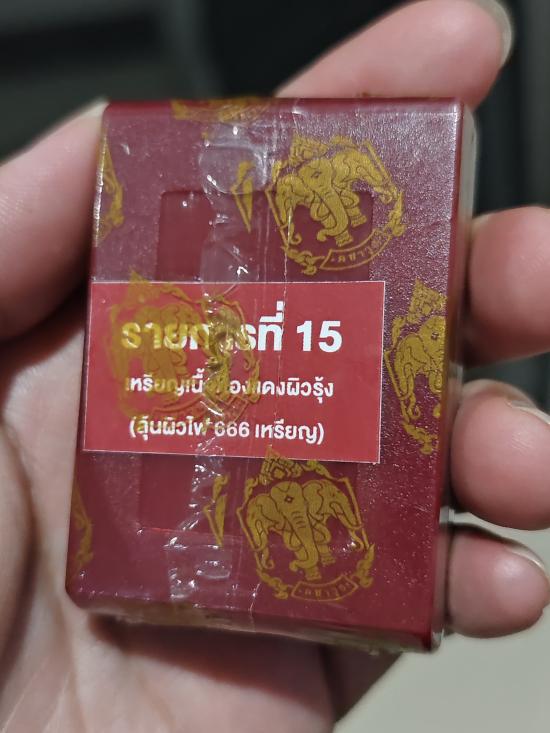 รายการที่ 15
เหรียญเนื้อทองแดงผิวรุ้ง
(ลุ้นผิวไฟ 666 เหรียญ)